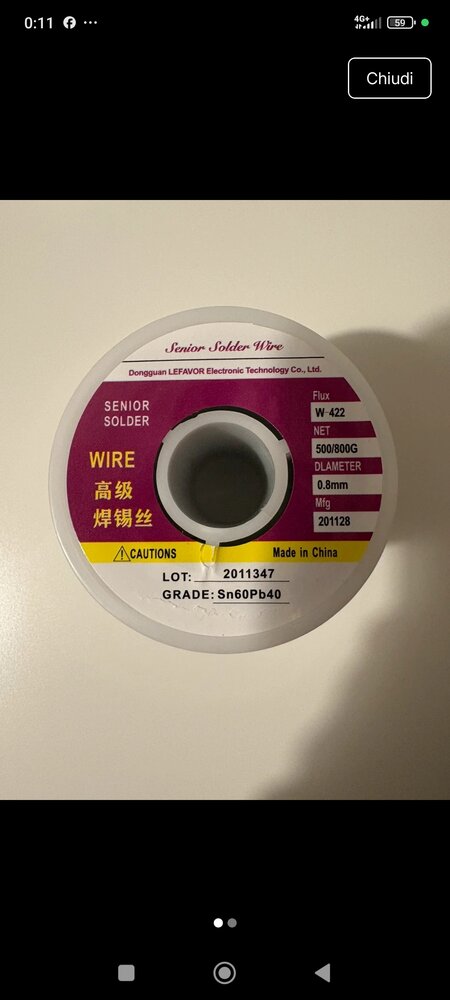 0:11
4G+
59
Chiudi
Senior Solder Wire
Dongguan LEFAVOR Electronic Technology Co., Ltd.
SENIOR
SOLDER
WIRE
高级
焊锡丝
Flux
W-422
NET
500/800G
DLAMETER
0.8mm
Mfg
201128
CAUTIONS
Made in China
LOT: 2011347
GRADE: Sn60Pb40